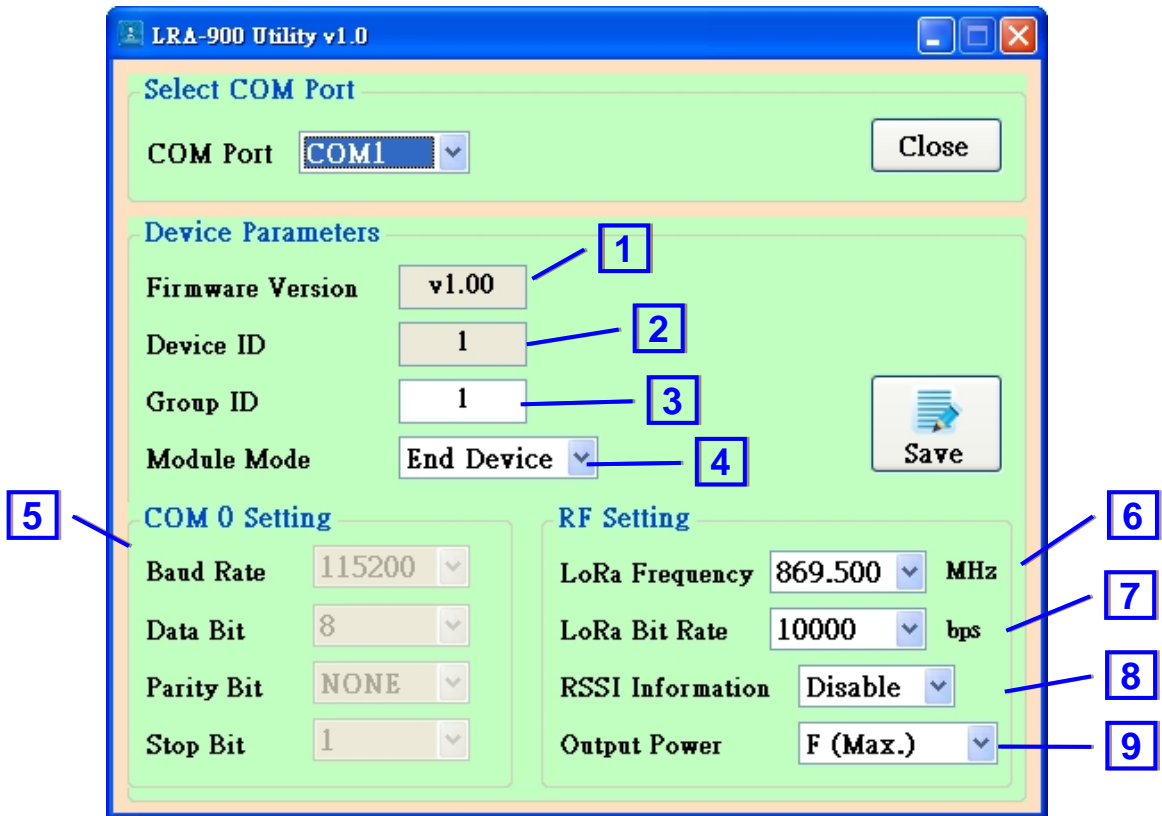 LRA-900 Utility v1.0
Select COM Port
COM Port COM1 Close
Device Parameters
1
Firmware Version v1.00
2
Device ID 1
3
Group ID 1
Save
4
Module Mode End Device
5
COM 0 Setting
Baud Rate 115200
Data Bit 8
Parity Bit NONE
Stop Bit 1
RF Setting
6
LoRa Frequency 869.500 MHz
7
LoRa Bit Rate 10000 bps
8
RSSI Information Disable
9
Output Power F (Max.)